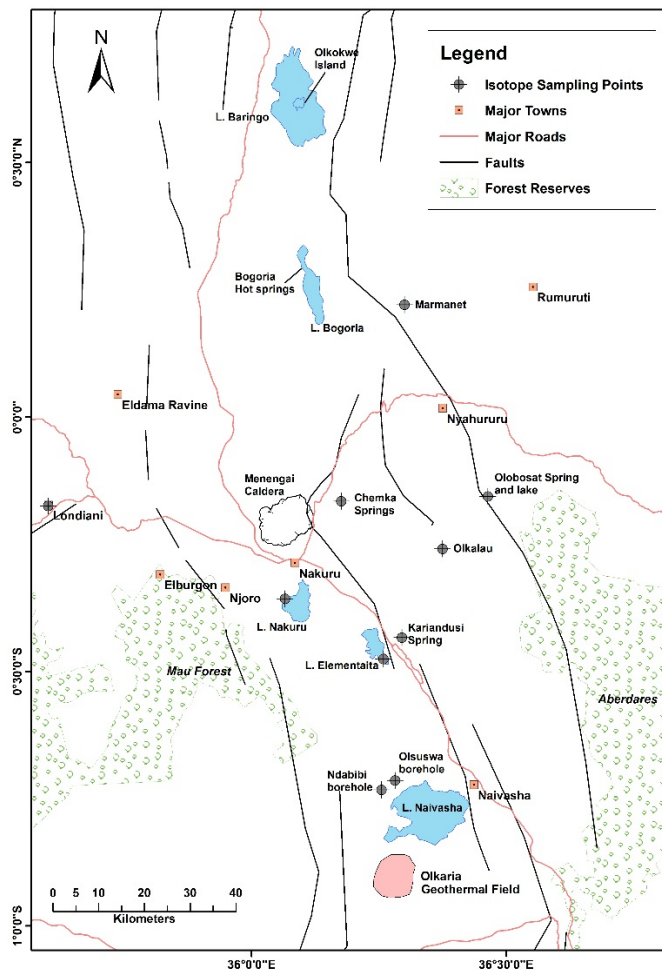 N
Olkokwe
Island
L. Baringo
Legend
Isotope Sampling Points
Major Towns
Major Roads
Faults
Forest Reserves
0°30'0"N
Bogoria
Hot springs
L. Bogoria
Marmanet
Rumuruti
Eldama Ravine
0°0'0"
Nyahururu
Menengai
Caldera
Chemka
Springs
Olobosat Spring
and lake
Londiani
Olkalau
Nakuru
Elburgon
Njoro
L. Nakuru
Kariandusi
Spring
L. Elementaita
0°30'0"S
Mau Forest
Aberdares
Olsuswa
borehole
Ndabibi
borehole
L. Naivasha
Naivasha
Olkaria
Geothermal Field
0 5 10 20 30 40
Kilometers
1°0'0"S
36°0'0"E
36°30'0"E